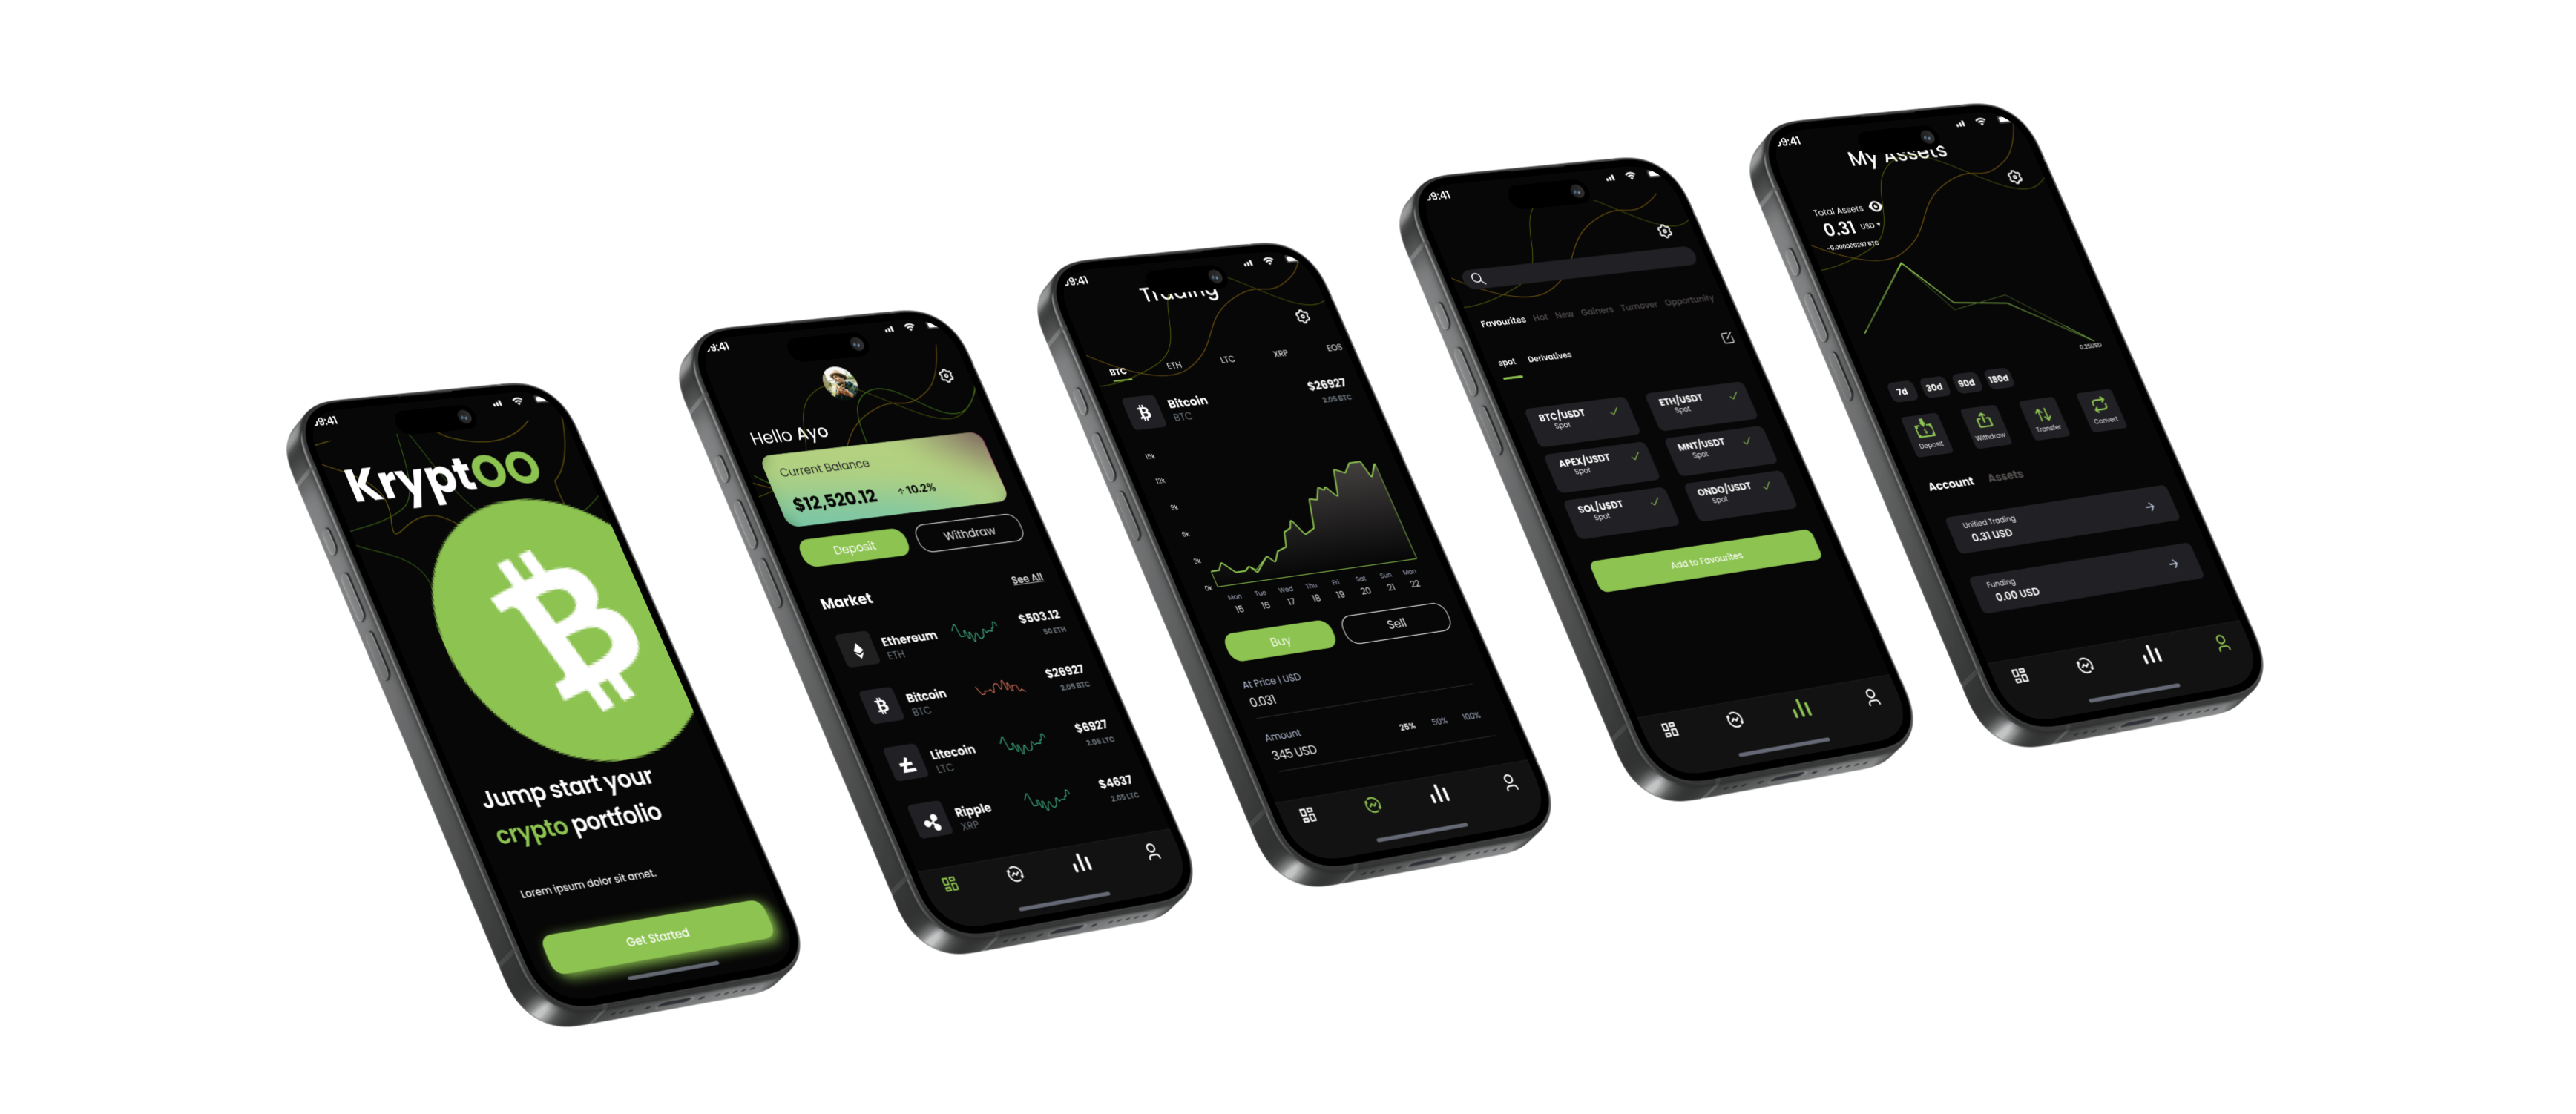 09:41
Kryptoo
Jump start your
crypto portfolio
Lorem ipsum dolor sit amet.
Get Started
09:41
Hello Ayo
Current Balance
$12,520.12 ↑10.2%
Deposit Withdraw
Market See All
Ethereum $503.12
ETH 50 ETH
Bitcoin $26927
BTC 2.05 BTC
Litecoin $6927
LTC 2.05 LTC
Ripple $4637
XRP 2.05 LTC
09:41
Trading
BTC ETH LTC XRP EOS
Bitcoin $26927
BTC 2.05 BTC
15k
12k
9k
6k
3k
0k
Mon Tue Wed Thu Fri Sat Sun Mon
15 16 17 18 19 20 21 22
Buy Sell
At Price | USD
0.031
Amount
345 USD 25% 50% 100%
09:41
Favourites Hot New Gainers Turnover Opportunity
spot Derivatives
BTC/USDT ETH/USDT
Spot Spot
APEX/USDT MNT/USDT
Spot Spot
SOL/USDT ONDO/USDT
Spot Spot
Add to Favourites
09:41
My Assets
Total Assets
0.31 USD
~0.000000297 BTC
0.25USD
7d 30d 90d 180d
Deposit Withdraw Transfer Convert
Account Assets
Unified Trading
0.31 USD
Funding
0.00 USD